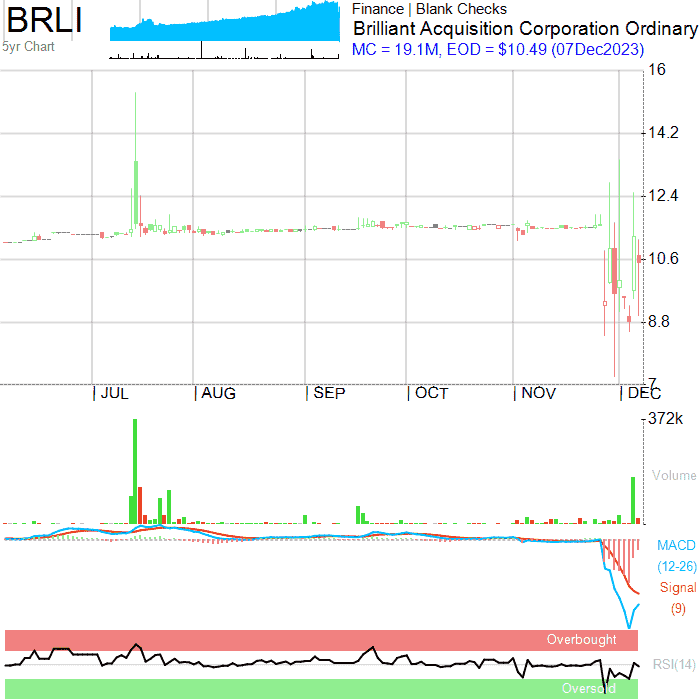 BRLI
5yr Chart
Finance | Blank Checks
Brilliant Acquisition Corporation Ordinary
MC = 19.1M, EOD = $10.49 (07Dec2023)
16
14.2
12.4
10.6
8.8
7
JUL
AUG
SEP
OCT
NOV
DEC
372k
Volume
MACD
(12-26)
Signal
(9)
Overbought
RSI(14)
Oversold